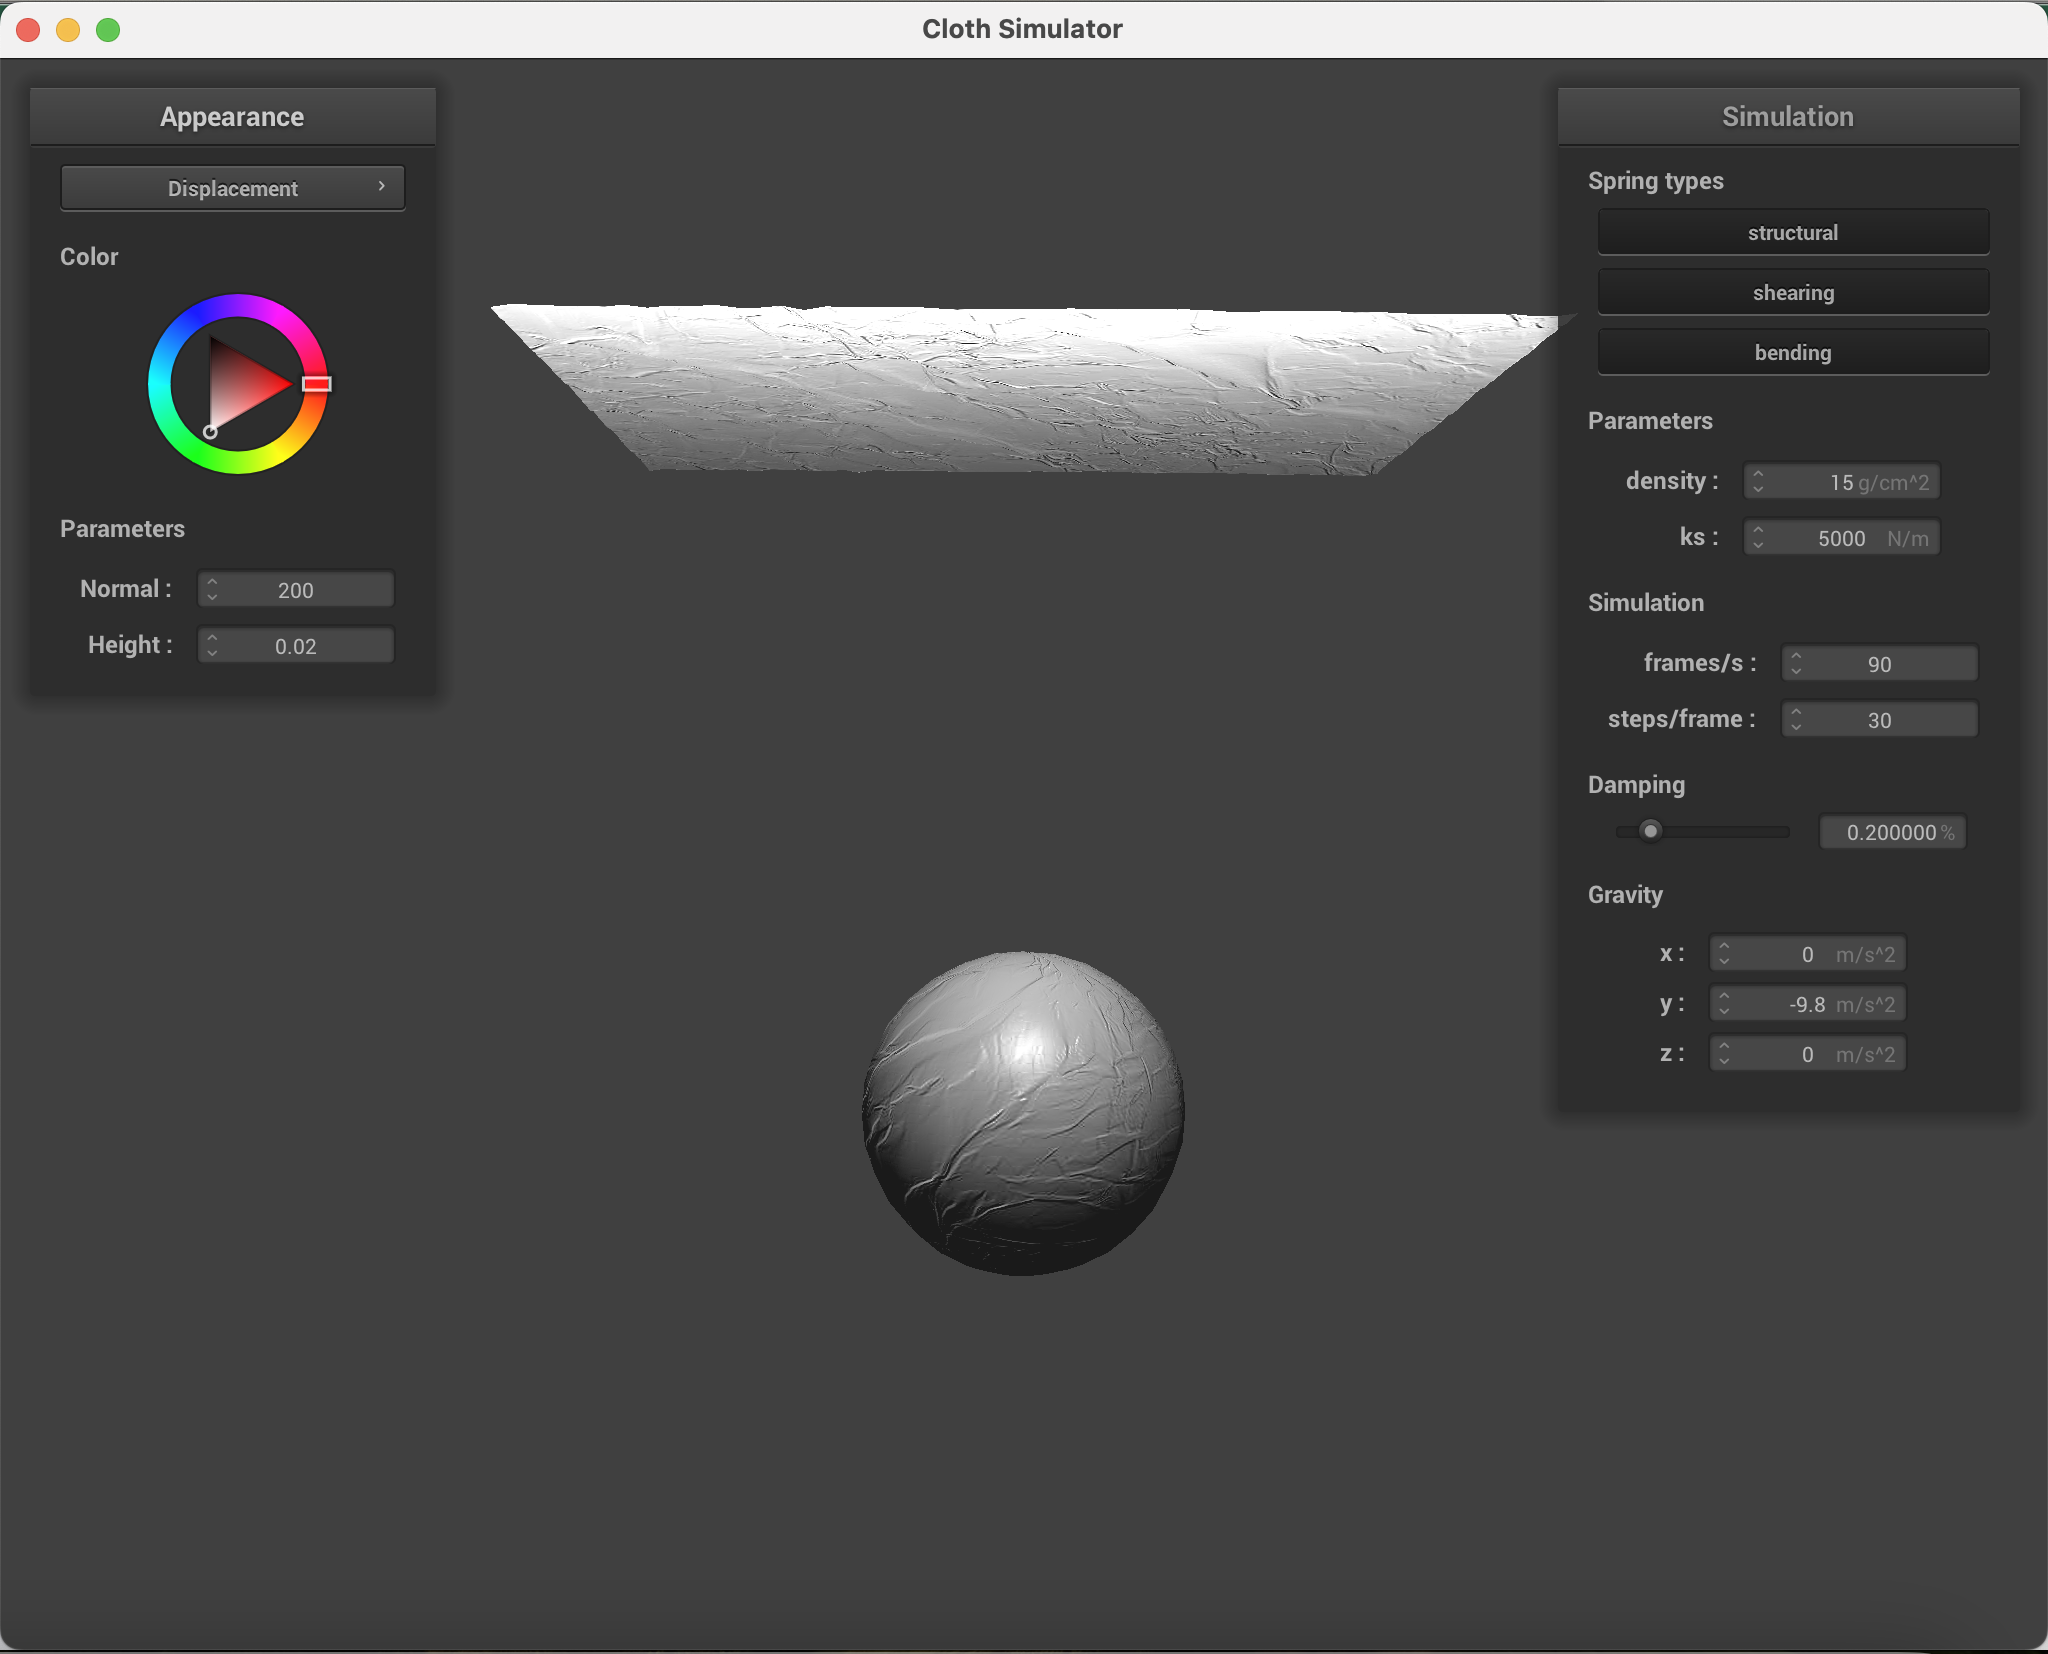 Cloth Simulator
Appearance
Displacement
Color
Parameters
Normal : 200
Height : 0.02
Simulation
Spring types
structural
shearing
bending
Parameters
density : 15 g/cm^2
ks : 5000 N/m
Simulation
frames/s : 90
steps/frame : 30
Damping
0.200000 %
Gravity
x : 0 m/s^2
y : -9.8 m/s^2
z : 0 m/s^2